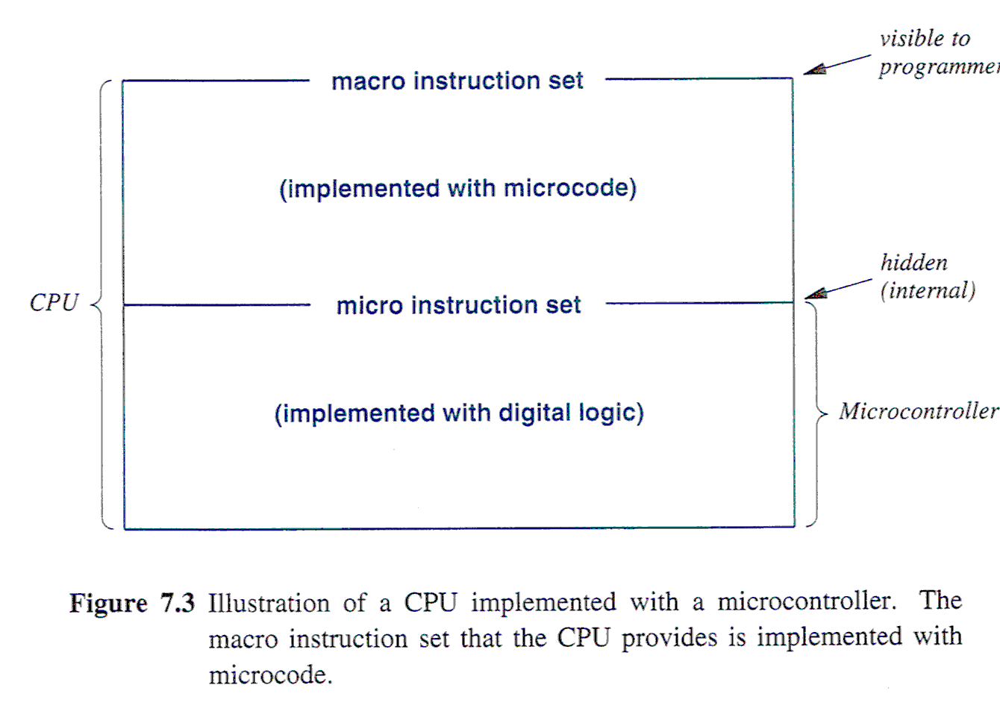 visible to
programmer
macro instruction set
(implemented with microcode)
hidden
(internal)
CPU
micro instruction set
(implemented with digital logic)
Microcontroller
Figure 7.3 Illustration of a CPU implemented with a microcontroller. The
macro instruction set that the CPU provides is implemented with
microcode.